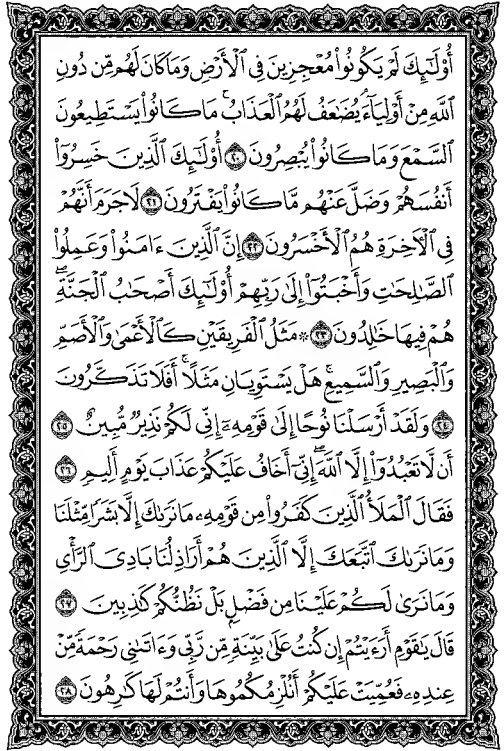 أُوْلَٰٓئِكَ لَمْ يَكُونُواْ مُعْجِزِينَ فِي ٱلْأَرْضِ وَمَا كَانَ لَهُم مِّن دُونِ
ٱللَّهِ مِنْ أَوْلِيَآءَۘ يُضَٰعَفُ لَهُمُ ٱلْعَذَابُۚ مَا كَانُواْ يَسْتَطِيعُونَ
ٱلسَّمْعَ وَمَا كَانُواْ يُبْصِرُونَ ٢٠ أُوْلَٰٓئِكَ ٱلَّذِينَ خَسِرُوٓاْ
أَنفُسَهُمْ وَضَلَّ عَنْهُم مَّا كَانُواْ يَفْتَرُونَ ٢١ لَا جَرَمَ أَنَّهُمْ
فِي ٱلْأٓخِرَةِ هُمُ ٱلْأَخْسَرُونَ ٢٢ إِنَّ ٱلَّذِينَ ءَامَنُواْ وَعَمِلُواْ
ٱلصَّٰلِحَٰتِ وَأَخْبَتُوٓاْ إِلَىٰ رَبِّهِمْ أُوْلَٰٓئِكَ أَصْحَٰبُ ٱلْجَنَّةِۖ
هُمْ فِيهَا خَٰلِدُونَ ٢٣ ۞ مَثَلُ ٱلْفَرِيقَيْنِ كَٱلْأَعْمَىٰ وَٱلْأَصَمِّ
وَٱلْبَصِيرِ وَٱلسَّمِيعِۚ هَلْ يَسْتَوِيَانِ مَثَلًاۚ أَفَلَا تَذَكَّرُونَ
٢٤ وَلَقَدْ أَرْسَلْنَا نُوحًا إِلَىٰ قَوْمِهِۦٓ إِنِّي لَكُمْ نَذِيرٌ مُّبِينٌ ٢٥
أَن لَّا تَعْبُدُوٓاْ إِلَّا ٱللَّهَۖ إِنِّيٓ أَخَافُ عَلَيْكُمْ عَذَابَ يَوْمٍ أَلِيمٍ ٢٦
فَقَالَ ٱلْمَلَأُ ٱلَّذِينَ كَفَرُواْ مِن قَوْمِهِۦ مَا نَرَىٰكَ إِلَّا بَشَرًا مِّثْلَنَا
وَمَا نَرَىٰكَ ٱتَّبَعَكَ إِلَّا ٱلَّذِينَ هُمْ أَرَاذِلُنَا بَادِيَ ٱلرَّأْيِ
وَمَا نَرَىٰ لَكُمْ عَلَيْنَا مِن فَضْلٍۭ بَلْ نَظُنُّكُمْ كَٰذِبِينَ ٢٧
قَالَ يَٰقَوْمِ أَرَءَيْتُمْ إِن كُنتُ عَلَىٰ بَيِّنَةٍ مِّن رَّبِّي وَءَاتَىٰنِي رَحْمَةً مِّنْ
عِندِهِۦ فَعُمِّيَتْ عَلَيْكُمْ أَنُلْزِمُكُمُوهَا وَأَنتُمْ لَهَا كَٰرِهُونَ ٢٨